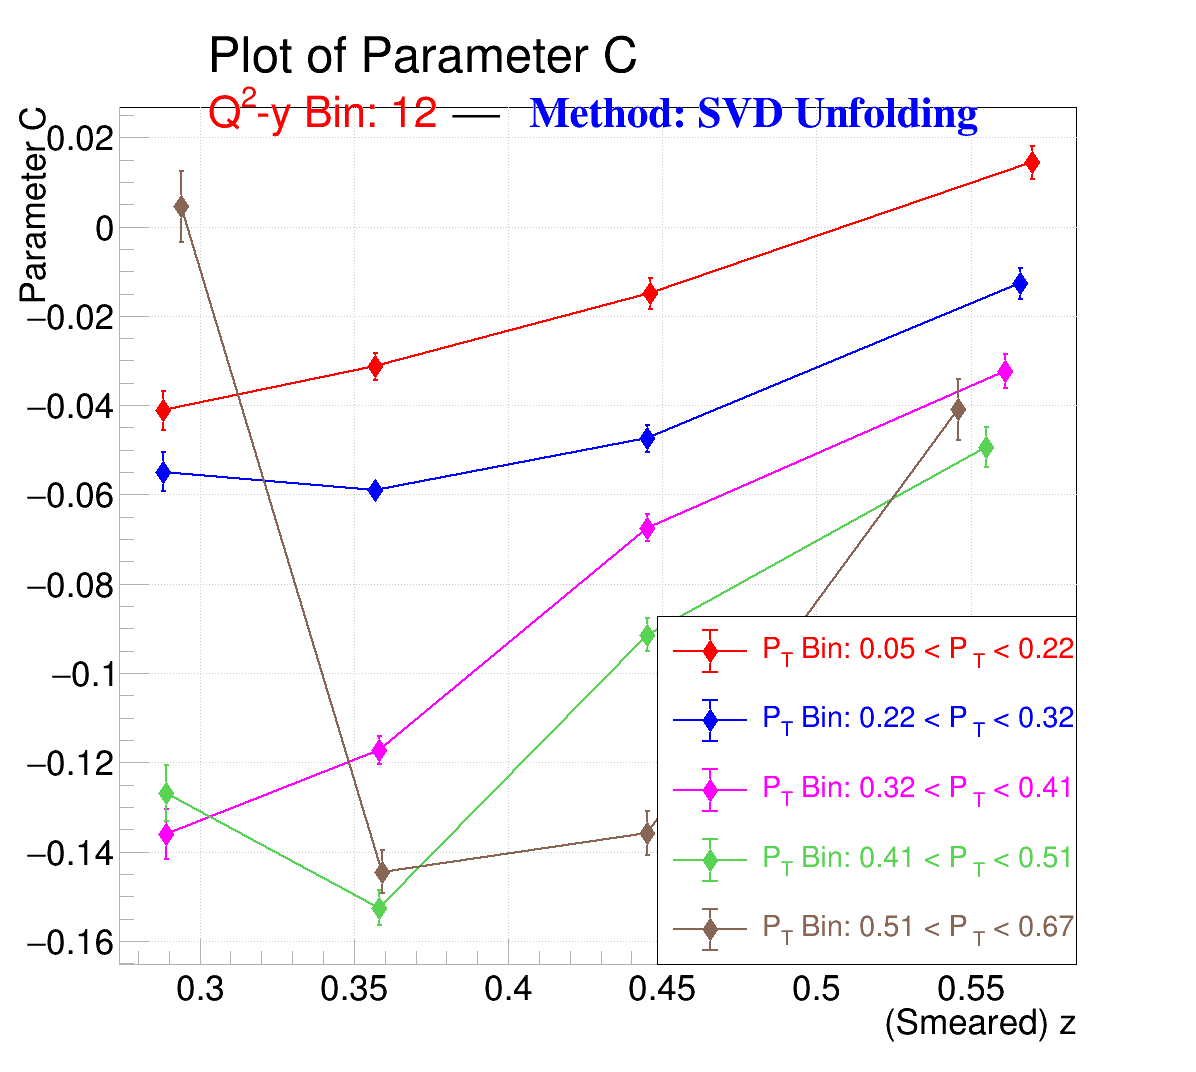 Plot of Parameter C
Q²-y Bin: 12 — Method: SVD Unfolding
Parameter C
0.02
0
−0.02
−0.04
−0.06
−0.08
−0.1
−0.12
−0.14
−0.16
P_T Bin: 0.05 < P_T < 0.22
P_T Bin: 0.22 < P_T < 0.32
P_T Bin: 0.32 < P_T < 0.41
P_T Bin: 0.41 < P_T < 0.51
P_T Bin: 0.51 < P_T < 0.67
0.3 0.35 0.4 0.45 0.5 0.55
(Smeared) z